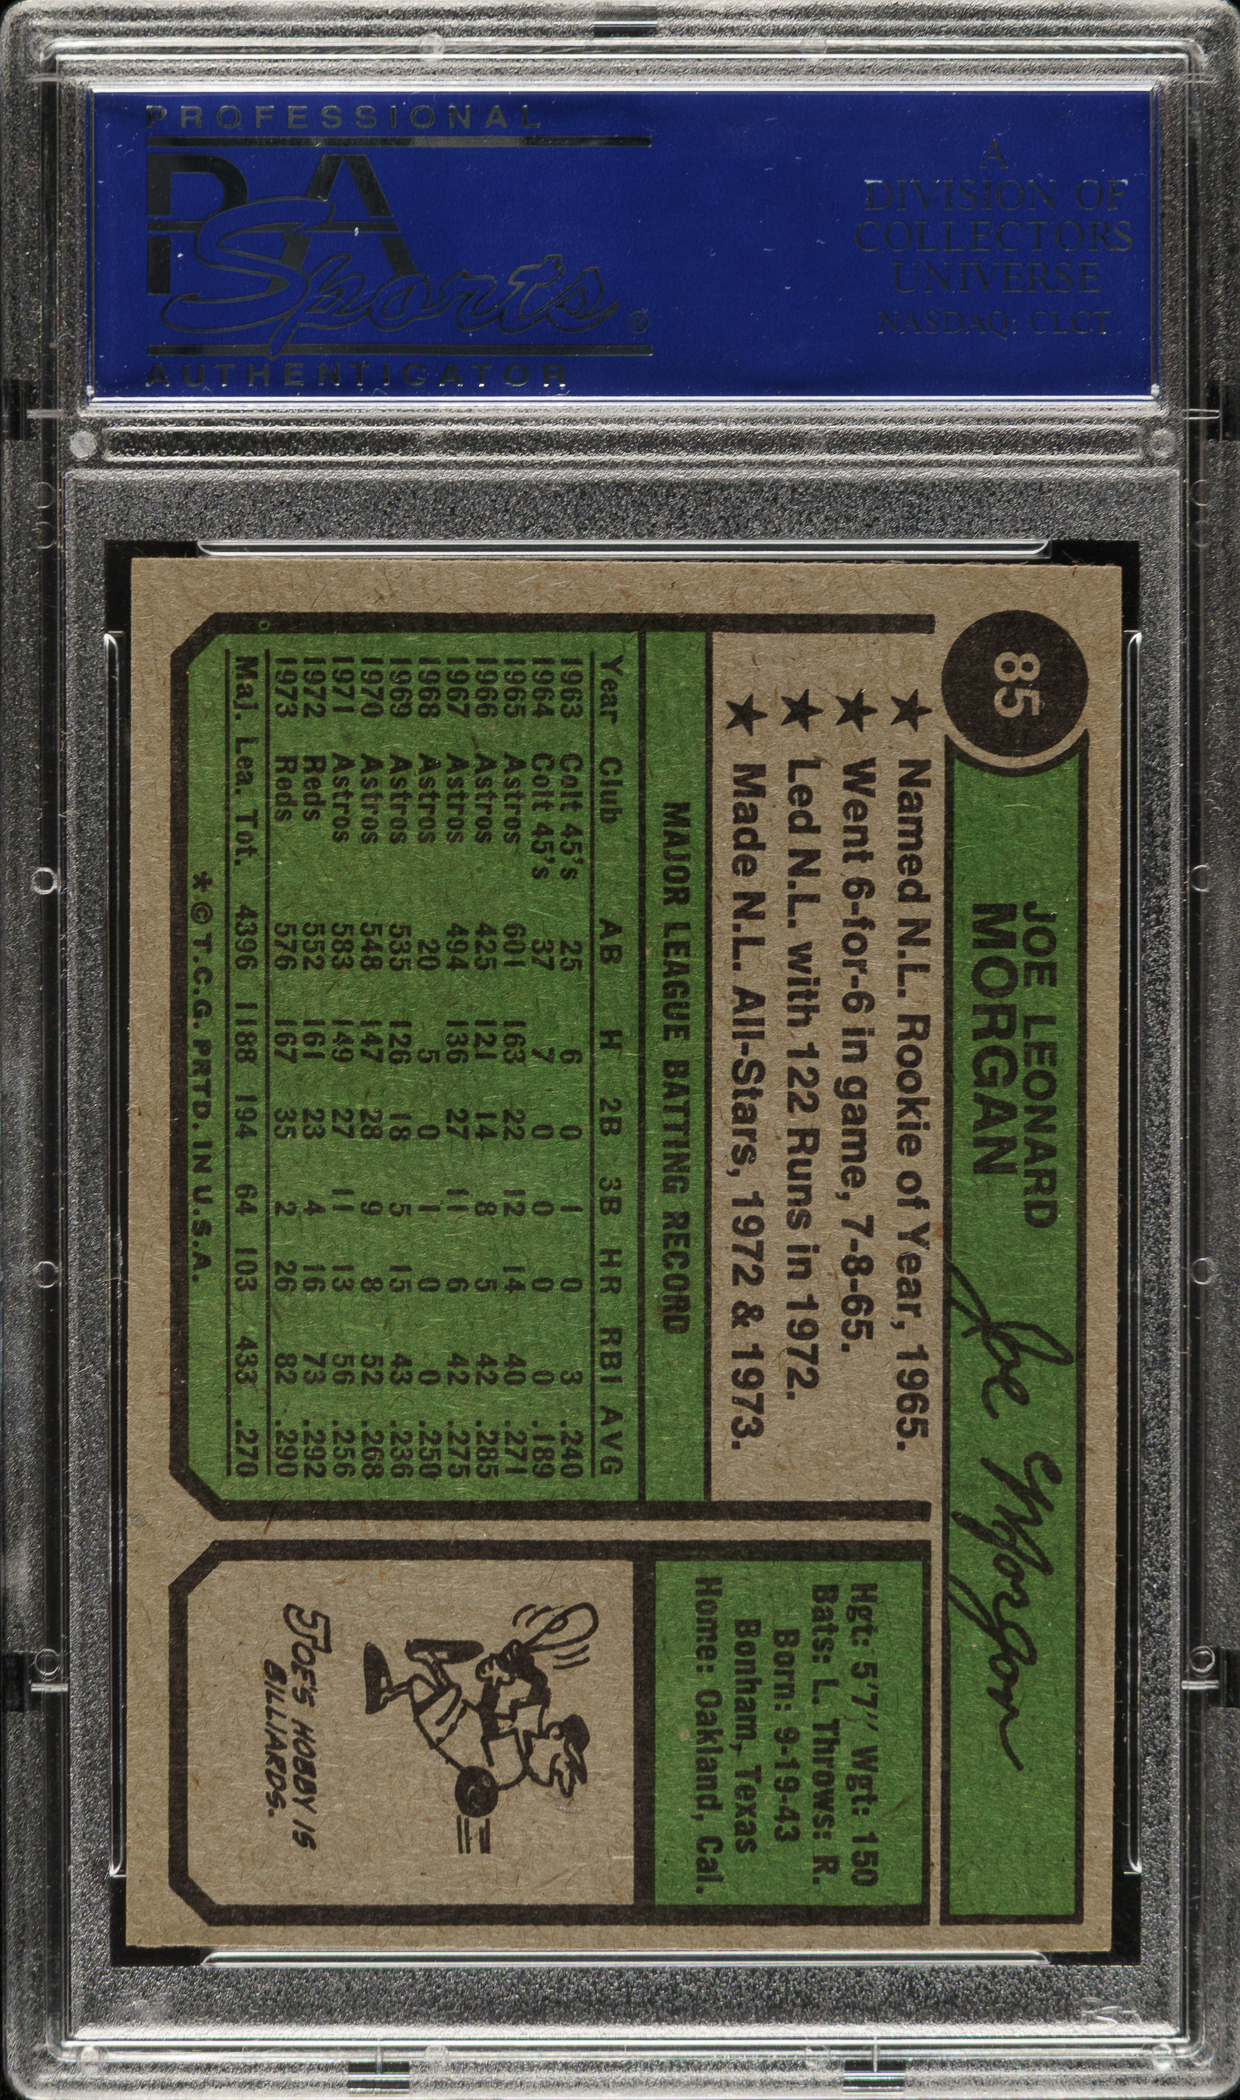 PROFESSIONAL
PSA
Sports®
AUTHENTICATOR
A
DIVISION OF
COLLECTORS
UNIVERSE
NASDAQ: CLCT
85
JOE LEONARD
MORGAN
Joe Morgan
★ Named N.L. Rookie of Year, 1965.
★ Went 6-for-6 in game, 7-8-65.
★ Led N.L. with 122 Runs in 1972.
★ Made N.L. All-Stars, 1972 & 1973.
MAJOR LEAGUE BATTING RECORD
Year Club AB H 2B 3B HR RBI AVG
1963 Colt 45's 25 6 0 1 0 3 .240
1964 Colt 45's 37 7 0 0 0 0 .189
1965 Astros 601 163 22 12 14 40 .271
1966 Astros 425 121 14 8 5 42 .285
1967 Astros 494 136 27 11 6 42 .275
1968 Astros 20 5 0 1 0 0 .250
1969 Astros 535 126 18 5 15 43 .236
1970 Astros 548 147 28 9 8 52 .268
1971 Astros 583 149 27 11 13 56 .256
1972 Reds 552 161 23 4 16 73 .292
1973 Reds 576 167 35 2 26 82 .290
Maj. Lea. Tot. 4396 1188 194 64 103 433 .270
*© T.C.G. PRTD. IN U.S.A.
Hgt: 5'7" Wgt: 150
Bats: L. Throws: R.
Born: 9-19-43
Bonham, Texas
Home: Oakland, Cal.
JOE'S HOBBY IS
BILLIARDS.